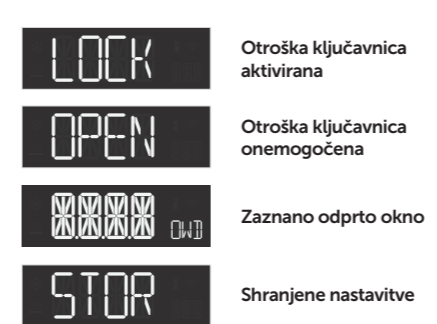 LOCK
Otroška ključavnica
aktivirana
OPEN
Otroška ključavnica
onemogočena
OWD
Zaznano odprto okno
STOR
Shranjene nastavitve